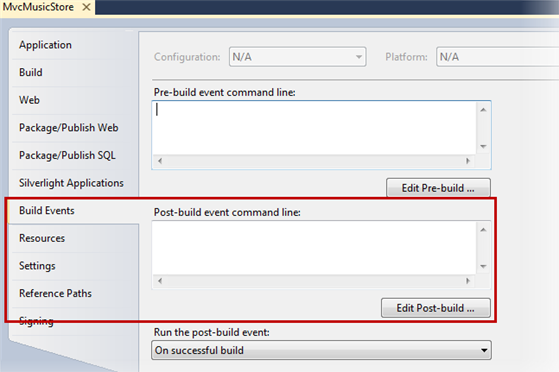 MvcMusicStore
Application
Build
Web
Package/Publish Web
Package/Publish SQL
Silverlight Applications
Build Events
Resources
Settings
Reference Paths
Signing
Configuration: N/A Platform: N/A
Pre-build event command line:
Edit Pre-build ...
Post-build event command line:
Edit Post-build ...
Run the post-build event:
On successful build